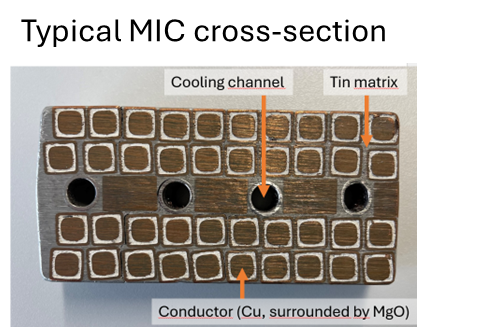 Typical MIC cross-section
Cooling channel
Tin matrix
Conductor (Cu, surrounded by MgO)